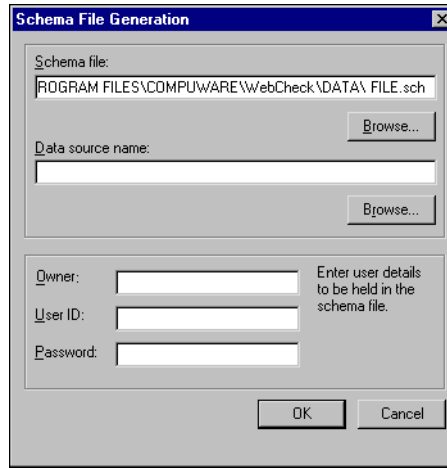 Schema File Generation
Schema file:
ROGRAM FILES\COMPUWARE\WebCheck\DATA\ FILE.sch
Browse...
Data source name:
Browse...
Owner:
User ID:
Password:
Enter user details
to be held in the
schema file.
OK
Cancel